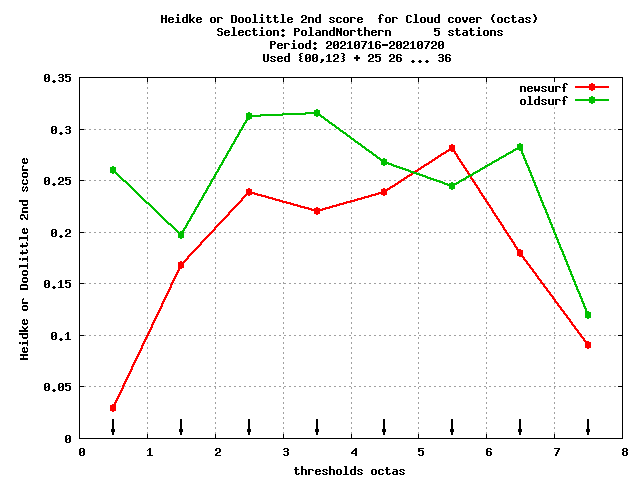 Heidke or Doolittle 2nd score  for Cloud cover (octas)
Selection: PolandNorthern      5 stations
Period: 20210716-20210720
Used {00,12} + 25 26 ... 36
newsurf
oldsurf
Heidke or Doolittle 2nd score
0.35
0.3
0.25
0.2
0.15
0.1
0.05
0
0 1 2 3 4 5 6 7 8
thresholds octas